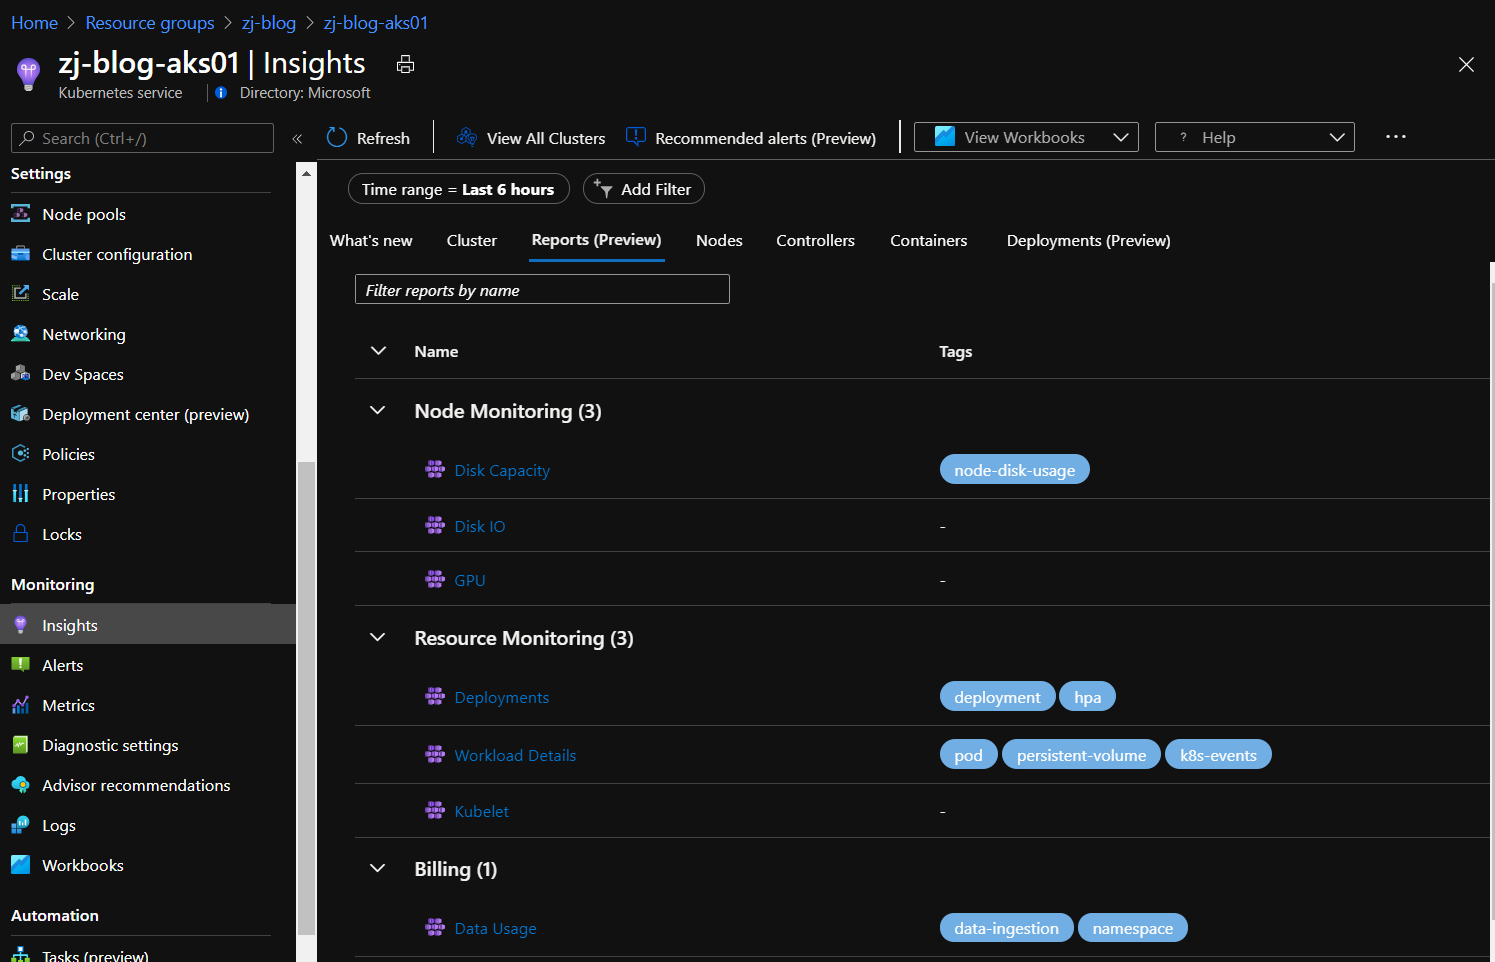 Home > Resource groups > zj-blog > zj-blog-aks01
zj-blog-aks01 | Insights
Kubernetes service | Directory: Microsoft
Search (Ctrl+/)
«
Refresh
View All Clusters
Recommended alerts (Preview)
View Workbooks
? Help
...
Settings
Node pools
Cluster configuration
Scale
Networking
Dev Spaces
Deployment center (preview)
Policies
Properties
Locks
Monitoring
Insights
Alerts
Metrics
Diagnostic settings
Advisor recommendations
Logs
Workbooks
Automation
Tasks (preview)
Time range = Last 6 hours
Add Filter
What's new
Cluster
Reports (Preview)
Nodes
Controllers
Containers
Deployments (Preview)
Filter reports by name
Name Tags
Node Monitoring (3)
Disk Capacity node-disk-usage
Disk IO -
GPU -
Resource Monitoring (3)
Deployments deployment hpa
Workload Details pod persistent-volume k8s-events
Kubelet -
Billing (1)
Data Usage data-ingestion namespace